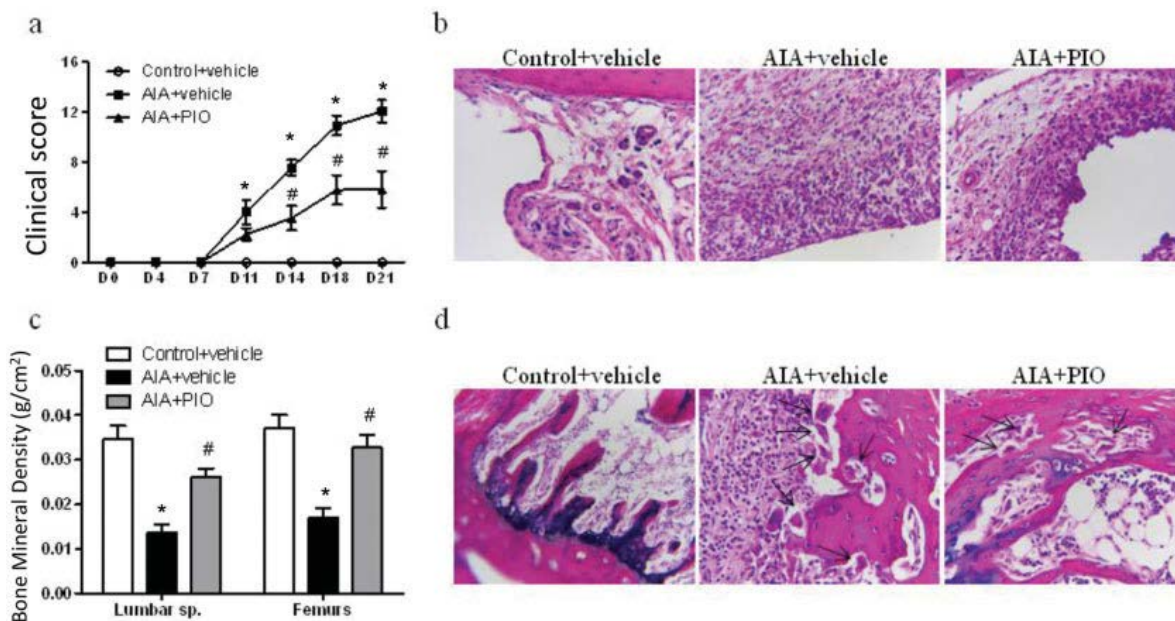 a
Clinical score
16
12
8
4
0
Control+vehicle
AIA+vehicle
AIA+PIO
*
*
*
*
#
#
#
D0 D4 D7 D11 D14 D18 D21
b
Control+vehicle AIA+vehicle AIA+PIO
c
Bone Mineral Density (g/cm²)
0.05
0.04
0.03
0.02
0.01
0.00
Control+vehicle
AIA+vehicle
AIA+PIO
*
#
*
#
Lumbar sp. Femurs
d
Control+vehicle AIA+vehicle AIA+PIO